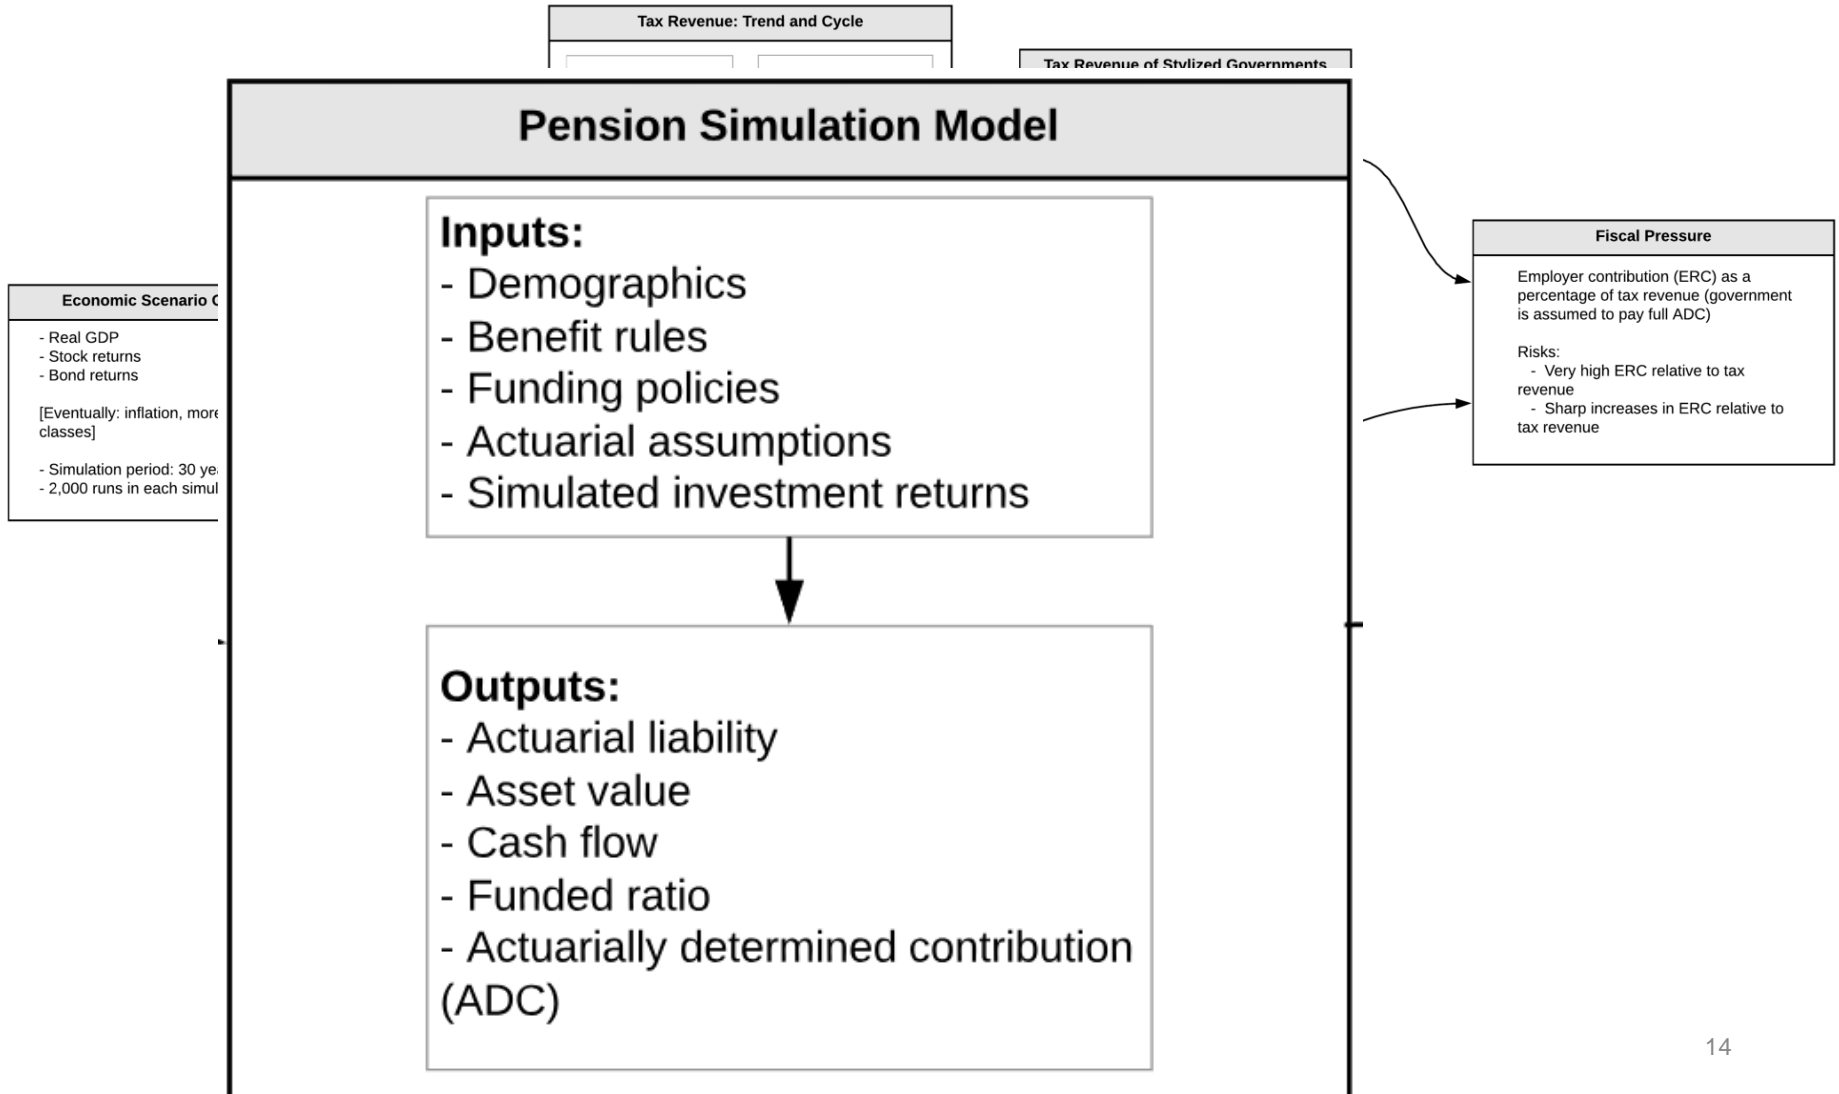 Tax Revenue: Trend and Cycle
Tax Revenue of Stylized Governments
Pension Simulation Model
Inputs:
- Demographics
- Benefit rules
- Funding policies
- Actuarial assumptions
- Simulated investment returns
Outputs:
- Actuarial liability
- Asset value
- Cash flow
- Funded ratio
- Actuarially determined contribution
(ADC)
Economic Scenario
- Real GDP
- Stock returns
- Bond returns
[Eventually: inflation, more
classes]
- Simulation period: 30
- 2,000 runs in each
Fiscal Pressure
Employer contribution (ERC) as a
percentage of tax revenue (government
is assumed to pay full ADC)
Risks:
- Very high ERC relative to tax
revenue
- Sharp increases in ERC relative to
tax revenue
14